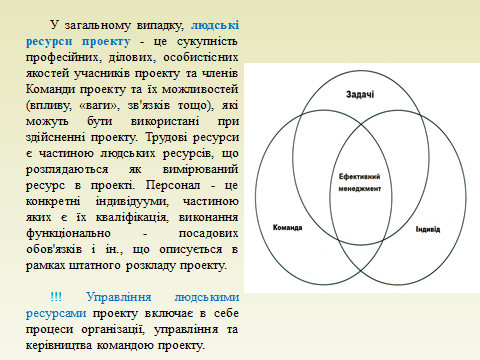 У загальному випадку, людські
ресурси проекту - це сукупність
професійних, ділових, особистісних
якостей учасників проекту та членів
Команди проекту та їх можливостей
(впливу, «ваги», зв'язків тощо), які
можуть бути використані при
здійсненні проекту. Трудові ресурси
є частиною людських ресурсів, що
розглядаються як вимірюваний
ресурс в проекті. Персонал - це
конкретні індивідууми, частиною
яких є їх кваліфікація, виконання
функціонально - посадових
обов'язків і ін., що описується в
рамках штатного розкладу проекту.
!!! Управління людськими
ресурсами проекту включає в себе
процеси організації, управління та
керівництва командою проекту.
Задачі
Ефективний
менеджмент
Команда
Індивід